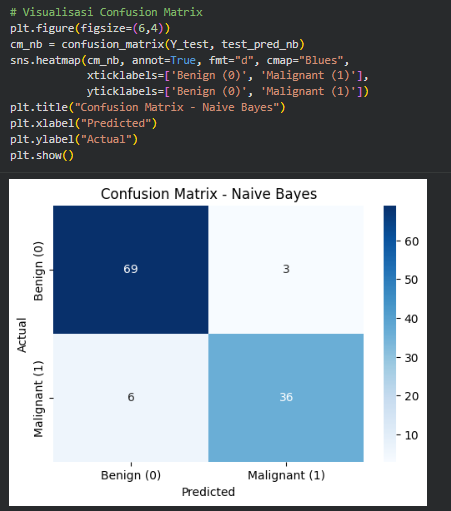 # Visualisasi Confusion Matrix
plt.figure(figsize=(6,4))
cm_nb = confusion_matrix(Y_test, test_pred_nb)
sns.heatmap(cm_nb, annot=True, fmt="d", cmap="Blues",
            xticklabels=['Benign (0)', 'Malignant (1)'],
            yticklabels=['Benign (0)', 'Malignant (1)'])
plt.title("Confusion Matrix - Naive Bayes")
plt.xlabel("Predicted")
plt.ylabel("Actual")
plt.show()
Confusion Matrix - Naive Bayes
Actual
Benign (0)
69
3
Malignant (1)
6
36
Benign (0)
Malignant (1)
Predicted
60
50
40
30
20
10